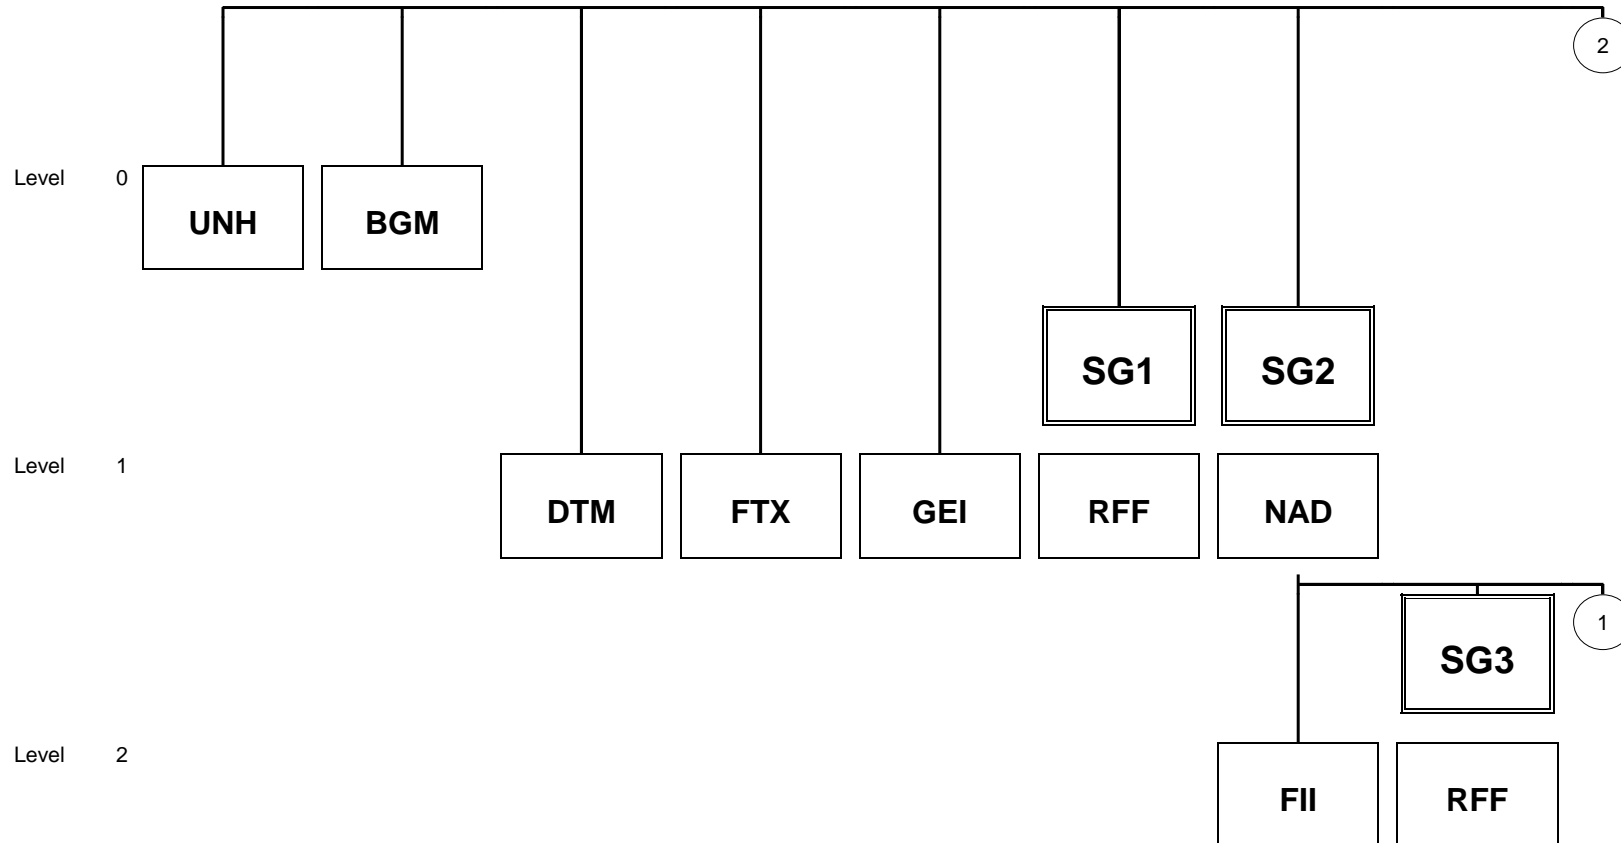 2
Level 0
UNH BGM
SG1 SG2
Level 1
DTM FTX GEI RFF NAD
1
SG3
Level 2
FII RFF